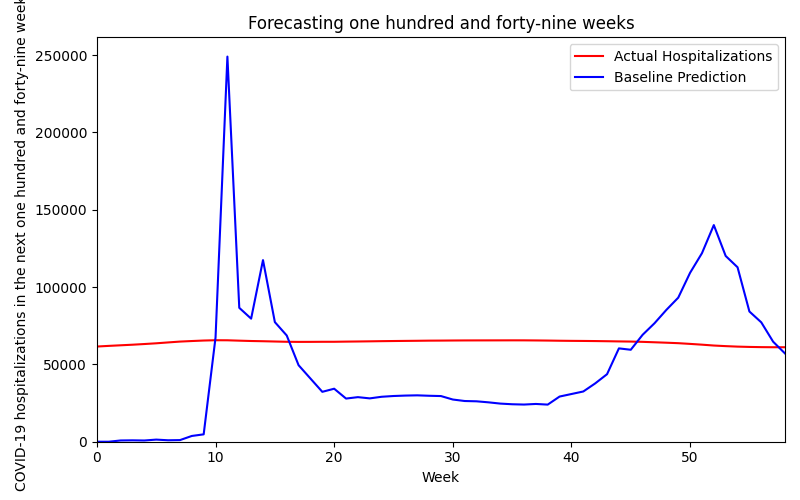 Forecasting one hundred and forty-nine weeks
COVID-19 hospitalizations in the next one hundred and forty-nine week
250000
200000
150000
100000
50000
0
Actual Hospitalizations
Baseline Prediction
0 10 20 30 40 50
Week